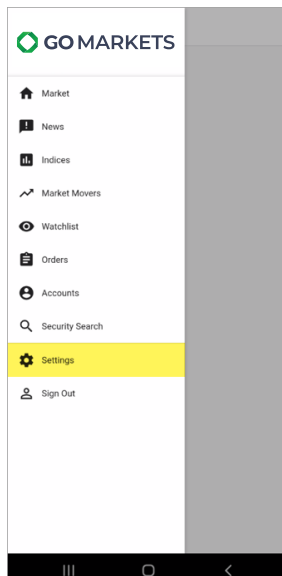 GO MARKETS
Market
News
Indices
Market Movers
Watchlist
Orders
Accounts
Security Search
Settings
Sign Out